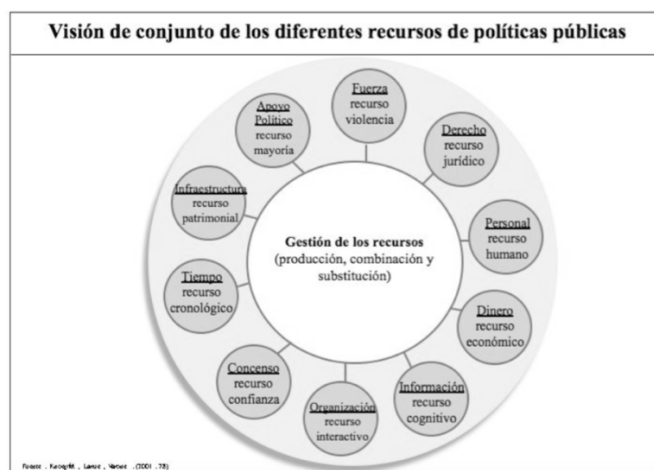 Visión de conjunto de los diferentes recursos de políticas públicas
Fuerza
recurso
violencia
Derecho
recurso
jurídico
Personal
recurso
humano
Dinero
recurso
económico
Información
recurso
cognitivo
Organización
recurso
interactivo
Concenso
recurso
confianza
Tiempo
recurso
cronológico
Infraestructura
recurso
patrimonial
Apoyo
Político
recurso
mayoría
Gestión de los recursos
(producción, combinación y
substitución)
(2001